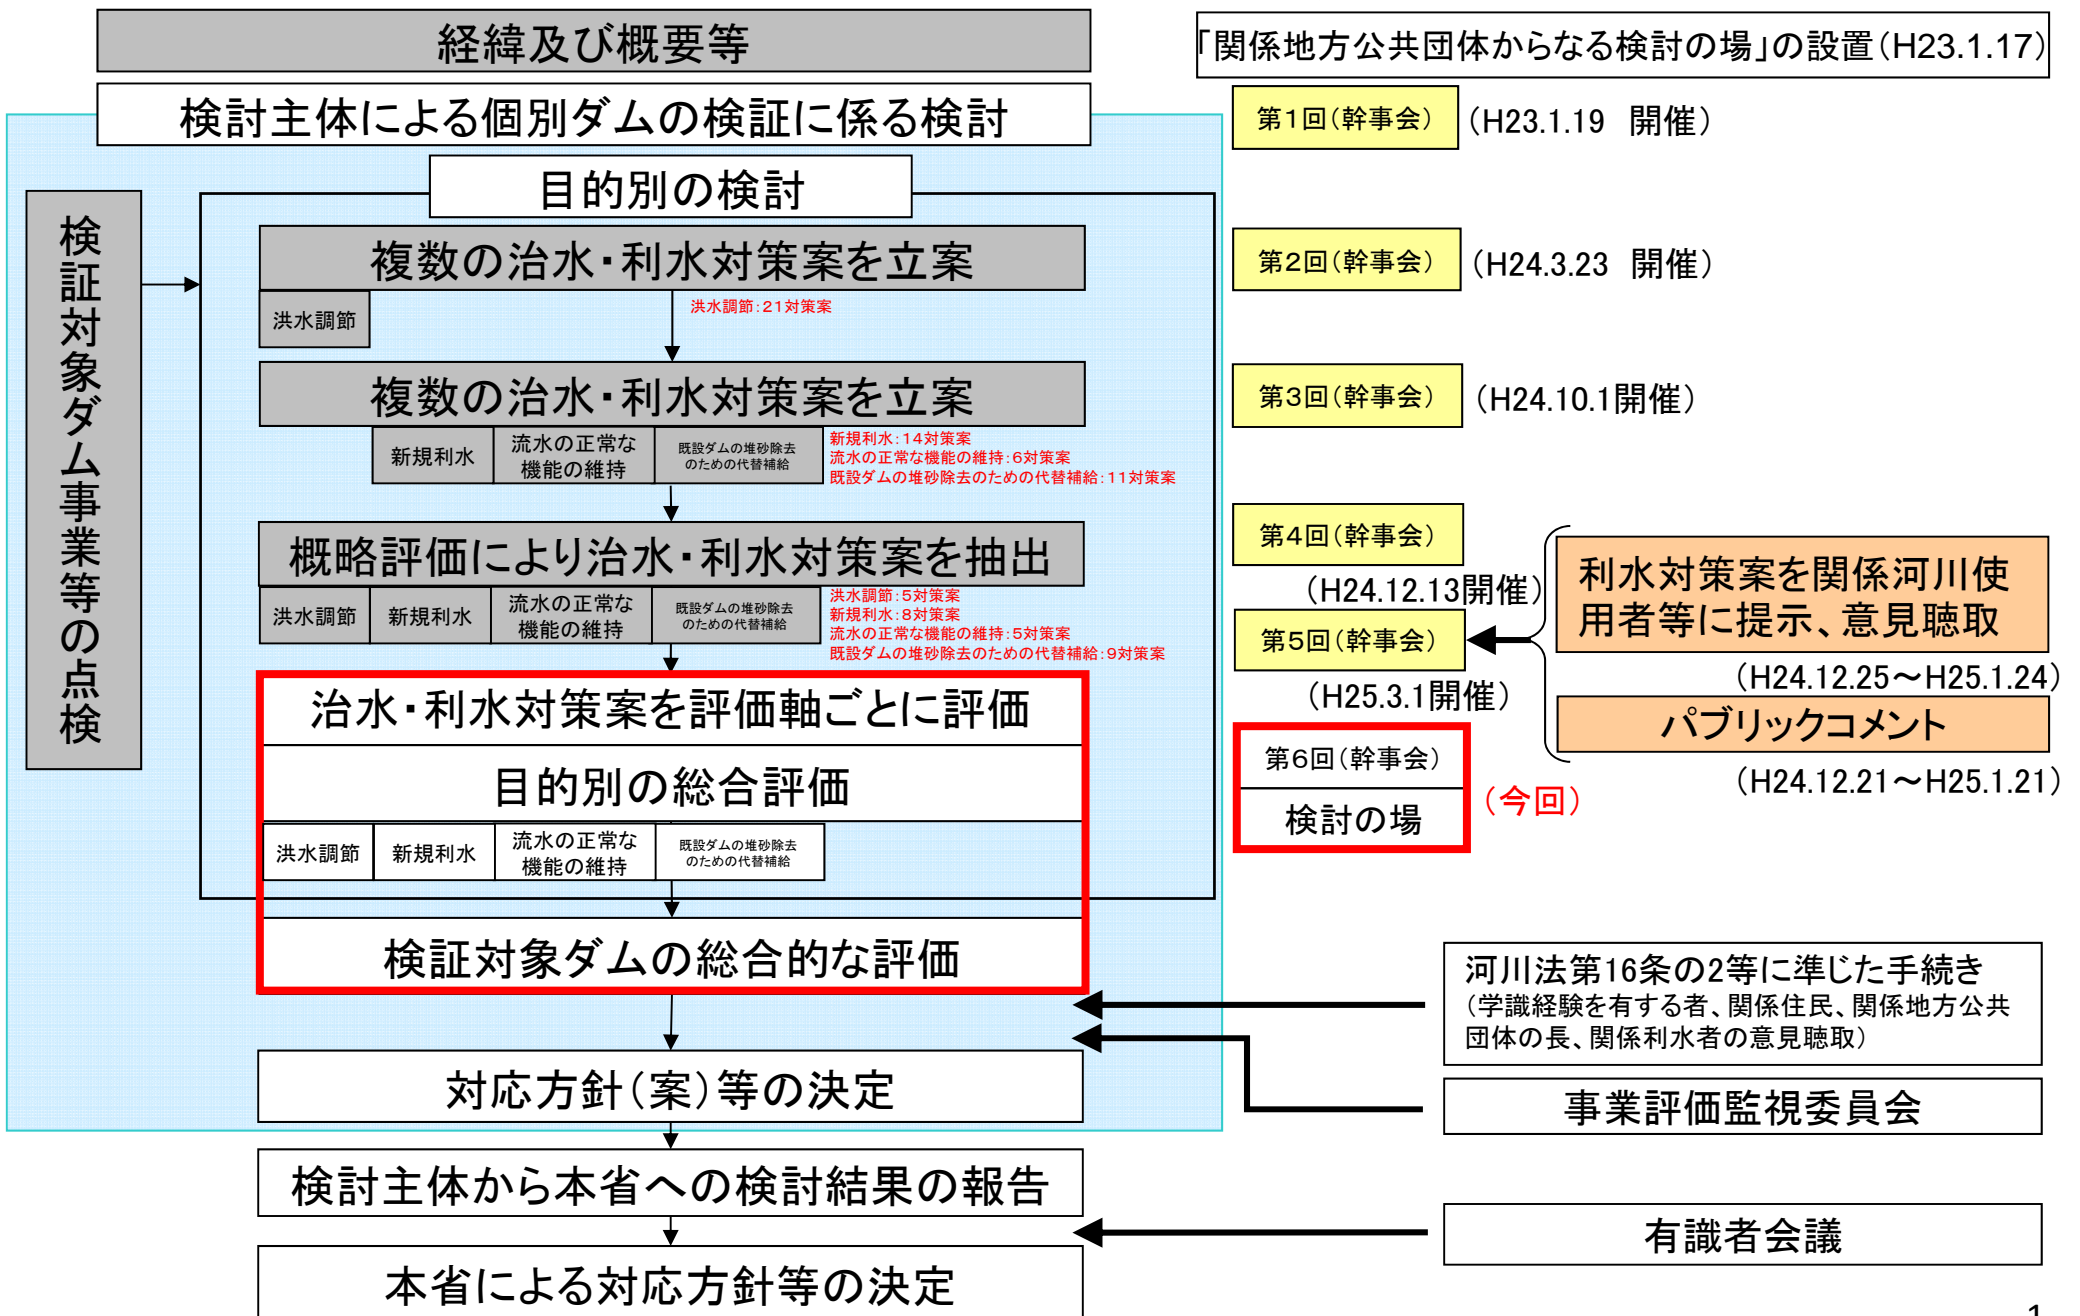 経緯及び概要等
「関係地方公共団体からなる検討の場」の設置(H23.1.17)
検討主体による個別ダムの検証に係る検討
第1回(幹事会)
(H23.1.19 開催)
目的別の検討
検証対象ダム事業等の点検
複数の治水・利水対策案を立案
第2回(幹事会)
(H24.3.23 開催)
洪水調節
洪水調節:21対策案
複数の治水・利水対策案を立案
第3回(幹事会)
(H24.10.1開催)
新規利水
流水の正常な
機能の維持
既設ダムの堆砂除去
のための代替補給
新規利水:14対策案
流水の正常な機能の維持:6対策案
既設ダムの堆砂除去のための代替補給:11対策案
概略評価により治水・利水対策案を抽出
第4回(幹事会)
(H24.12.13開催)
洪水調節
新規利水
流水の正常な
機能の維持
既設ダムの堆砂除去
のための代替補給
洪水調節:5対策案
新規利水:8対策案
流水の正常な機能の維持:5対策案
既設ダムの堆砂除去のための代替補給:9対策案
第5回(幹事会)
(H25.3.1開催)
利水対策案を関係河川使
用者等に提示、意見聴取
(H24.12.25～H25.1.24)
パブリックコメント
(H24.12.21～H25.1.21)
治水・利水対策案を評価軸ごとに評価
目的別の総合評価
第6回(幹事会)
検討の場
(今回)
洪水調節
新規利水
流水の正常な
機能の維持
既設ダムの堆砂除去
のための代替補給
検証対象ダムの総合的な評価
河川法第16条の2等に準じた手続き
(学識経験を有する者、関係住民、関係地方公共
団体の長、関係利水者の意見聴取)
対応方針(案)等の決定
事業評価監視委員会
検討主体から本省への検討結果の報告
有識者会議
本省による対応方針等の決定
1